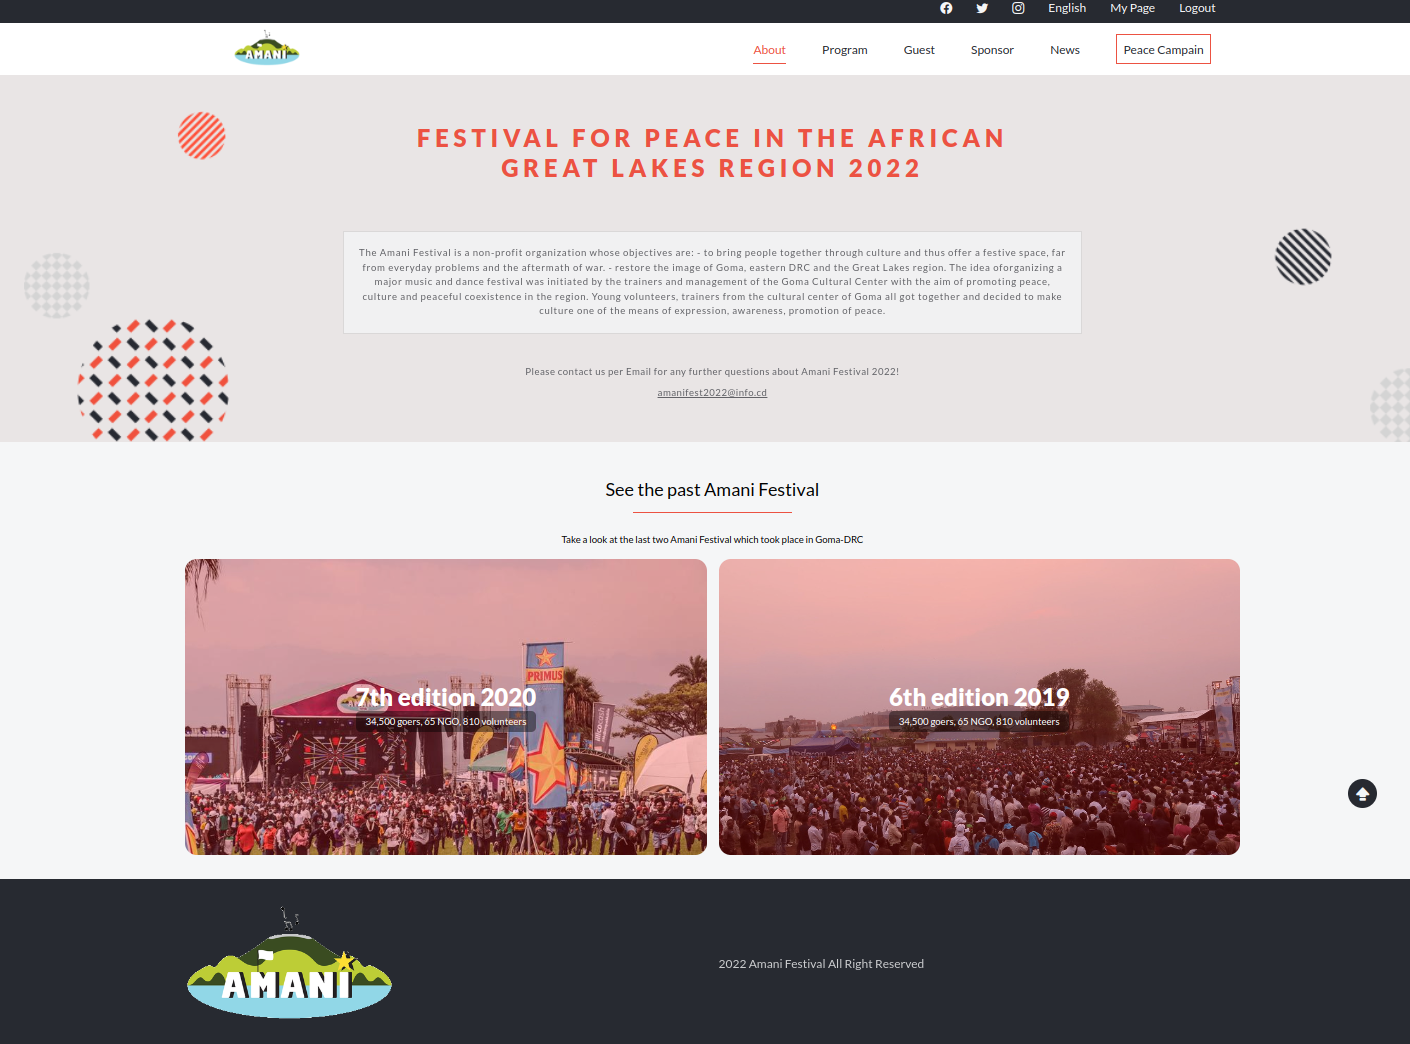 English My Page Logout
AMANI
About Program Guest Sponsor News Peace Campain
FESTIVAL FOR PEACE IN THE AFRICAN
GREAT LAKES REGION 2022
The Amani Festival is a non-profit organization whose objectives are: - to bring people together through culture and thus offer a festive space, far
from everyday problems and the aftermath of war. - restore the image of Goma, eastern DRC and the Great Lakes region. The idea oforganizing a
major music and dance festival was initiated by the trainers and management of the Goma Cultural Center with the aim of promoting peace,
culture and peaceful coexistence in the region. Young volunteers, trainers from the cultural center of Goma all got together and decided to make
culture one of the means of expression, awareness, promotion of peace.
Please contact us per Email for any further questions about Amani Festival 2022!
amanifest2022@info.cd
See the past Amani Festival
Take a look at the last two Amani Festival which took place in Goma-DRC
PRIMUS
7th edition 2020
34,500 goers, 65 NGO, 810 volunteers
6th edition 2019
34,500 goers, 65 NGO, 810 volunteers
AMANI
2022 Amani Festival All Right Reserved